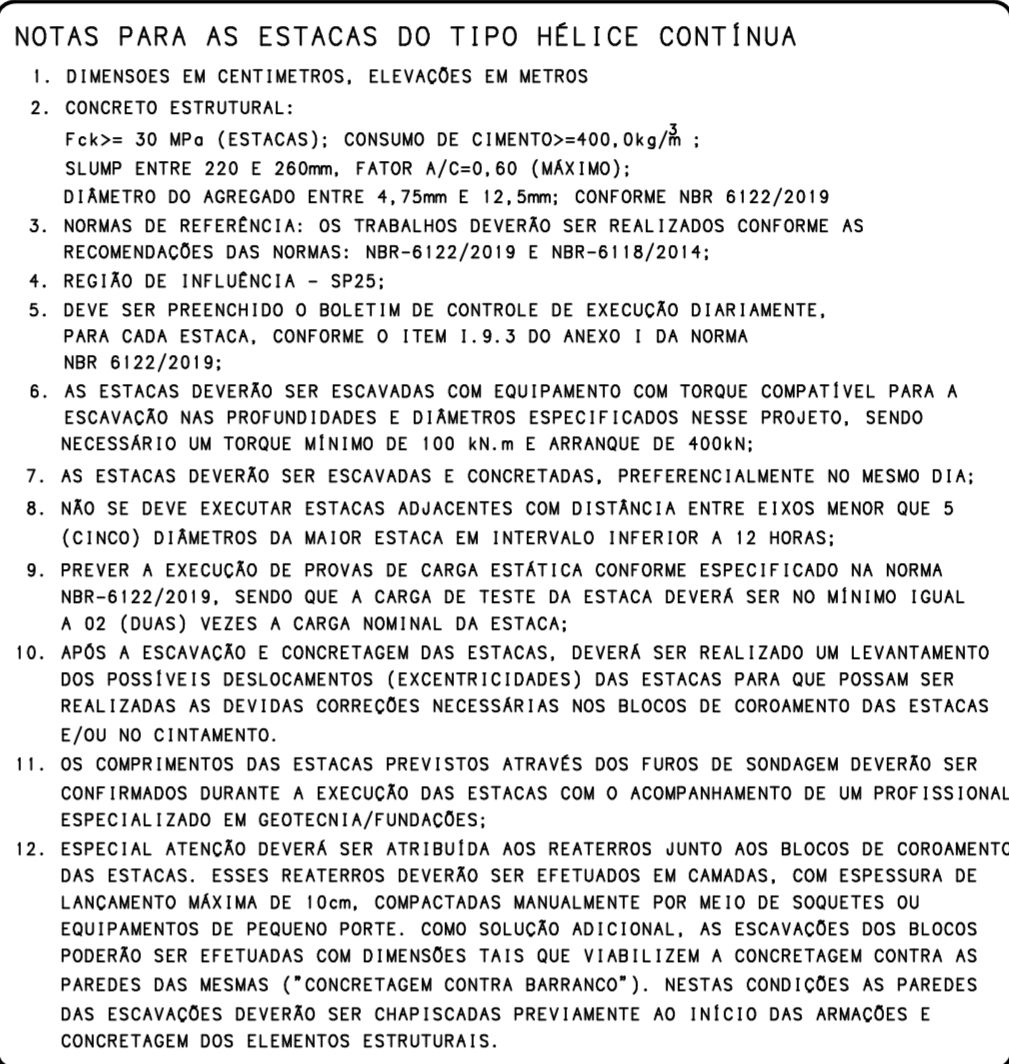 NOTAS PARA AS ESTACAS DO TIPO HÉLICE CONTÍNUA
1. DIMENSOES EM CENTIMETROS, ELEVAÇÕES EM METROS
2. CONCRETO ESTRUTURAL:
Fck>= 30 MPa (ESTACAS); CONSUMO DE CIMENTO>=400,0kg/m³ ;
SLUMP ENTRE 220 E 260mm, FATOR A/C=0,60 (MÁXIMO);
DIÂMETRO DO AGREGADO ENTRE 4,75mm E 12,5mm; CONFORME NBR 6122/2019
3. NORMAS DE REFERÊNCIA: OS TRABALHOS DEVERÃO SER REALIZADOS CONFORME AS
RECOMENDAÇÕES DAS NORMAS: NBR-6122/2019 E NBR-6118/2014;
4. REGIÃO DE INFLUÊNCIA - SP25;
5. DEVE SER PREENCHIDO O BOLETIM DE CONTROLE DE EXECUÇÃO DIARIAMENTE,
PARA CADA ESTACA, CONFORME O ITEM I.9.3 DO ANEXO I DA NORMA
NBR 6122/2019;
6. AS ESTACAS DEVERÃO SER ESCAVADAS COM EQUIPAMENTO COM TORQUE COMPATÍVEL PARA A
ESCAVAÇÃO NAS PROFUNDIDADES E DIÂMETROS ESPECIFICADOS NESSE PROJETO, SENDO
NECESSÁRIO UM TORQUE MÍNIMO DE 100 kN.m E ARRANQUE DE 400kN;
7. AS ESTACAS DEVERÃO SER ESCAVADAS E CONCRETADAS, PREFERENCIALMENTE NO MESMO DIA;
8. NÃO SE DEVE EXECUTAR ESTACAS ADJACENTES COM DISTÂNCIA ENTRE EIXOS MENOR QUE 5
(CINCO) DIÂMETROS DA MAIOR ESTACA EM INTERVALO INFERIOR A 12 HORAS;
9. PREVER A EXECUÇÃO DE PROVAS DE CARGA ESTÁTICA CONFORME ESPECIFICADO NA NORMA
NBR-6122/2019, SENDO QUE A CARGA DE TESTE DA ESTACA DEVERÁ SER NO MÍNIMO IGUAL
A 02 (DUAS) VEZES A CARGA NOMINAL DA ESTACA;
10. APÓS A ESCAVAÇÃO E CONCRETAGEM DAS ESTACAS, DEVERÁ SER REALIZADO UM LEVANTAMENTO
DOS POSSÍVEIS DESLOCAMENTOS (EXCENTRICIDADES) DAS ESTACAS PARA QUE POSSAM SER
REALIZADAS AS DEVIDAS CORREÇÕES NECESSÁRIAS NOS BLOCOS DE COROAMENTO DAS ESTACAS
E/OU NO CINTAMENTO.
11. OS COMPRIMENTOS DAS ESTACAS PREVISTOS ATRAVÉS DOS FUROS DE SONDAGEM DEVERÃO SER
CONFIRMADOS DURANTE A EXECUÇÃO DAS ESTACAS COM O ACOMPANHAMENTO DE UM PROFISSIONAL
ESPECIALIZADO EM GEOTECNIA/FUNDAÇÕES;
12. ESPECIAL ATENÇÃO DEVERÁ SER ATRIBUÍDA AOS REATERROS JUNTO AOS BLOCOS DE COROAMENTO
DAS ESTACAS. ESSES REATERROS DEVERÃO SER EFETUADOS EM CAMADAS, COM ESPESSURA DE
LANÇAMENTO MÁXIMA DE 10cm, COMPACTADAS MANUALMENTE POR MEIO DE SOQUETES OU
EQUIPAMENTOS DE PEQUENO PORTE. COMO SOLUÇÃO ADICIONAL, AS ESCAVAÇÕES DOS BLOCOS
PODERÃO SER EFETUADAS COM DIMENSÕES TAIS QUE VIABILIZEM A CONCRETAGEM CONTRA AS
PAREDES DAS MESMAS ("CONCRETAGEM CONTRA BARRANCO"). NESTAS CONDIÇÕES AS PAREDES
DAS ESCAVAÇÕES DEVERÃO SER CHAPISCADAS PREVIAMENTE AO INÍCIO DAS ARMAÇÕES E
CONCRETAGEM DOS ELEMENTOS ESTRUTURAIS.